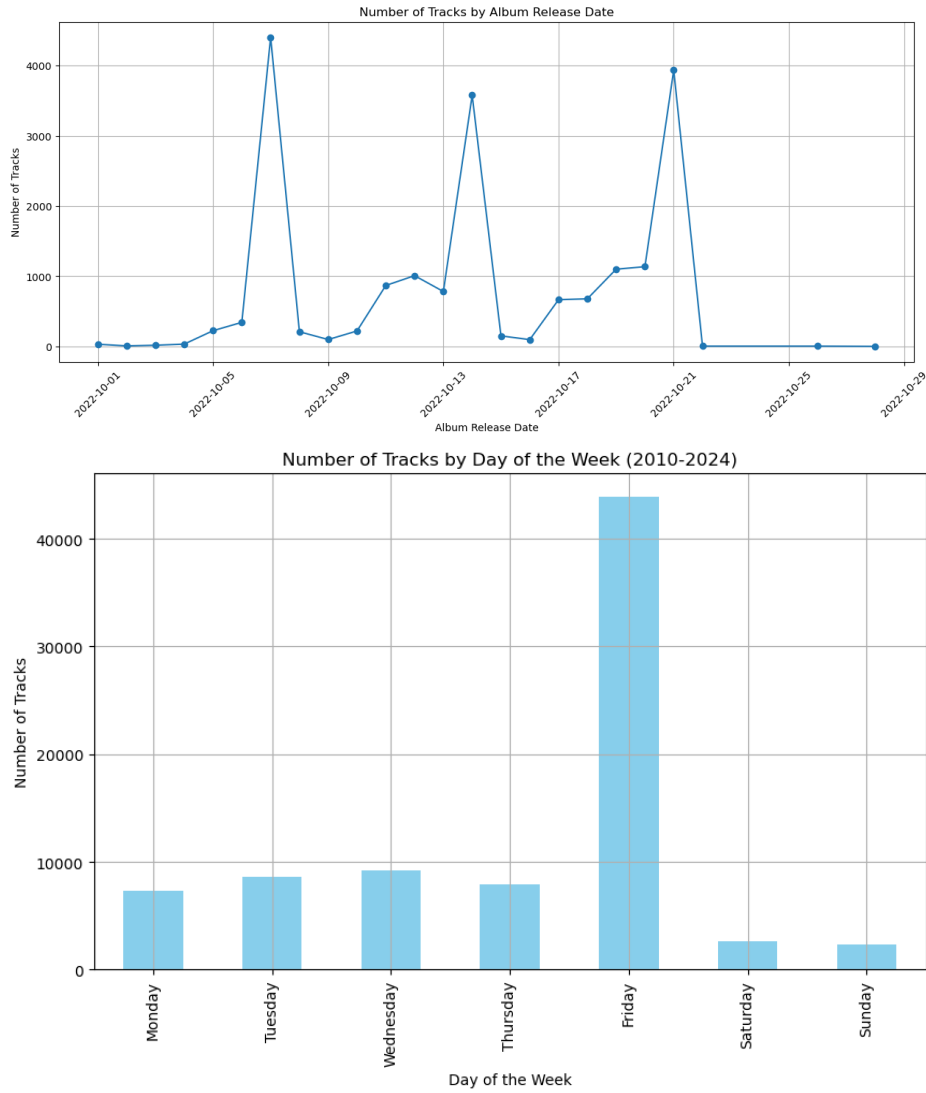 Number of Tracks by Album Release Date
Number of Tracks
4000
3000
2000
1000
0
2022-10-01
2022-10-05
2022-10-09
2022-10-13
2022-10-17
2022-10-21
2022-10-25
2022-10-29
Album Release Date
Number of Tracks by Day of the Week (2010-2024)
Number of Tracks
40000
30000
20000
10000
0
Monday
Tuesday
Wednesday
Thursday
Friday
Saturday
Sunday
Day of the Week